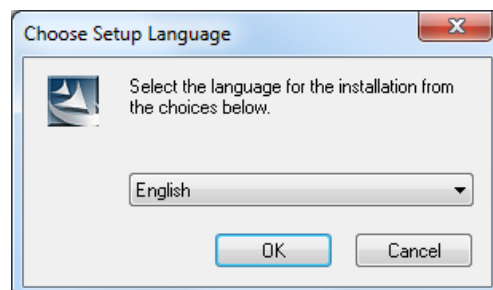 Choose Setup Language
Select the language for the installation from
the choices below.
English
OK
Cancel